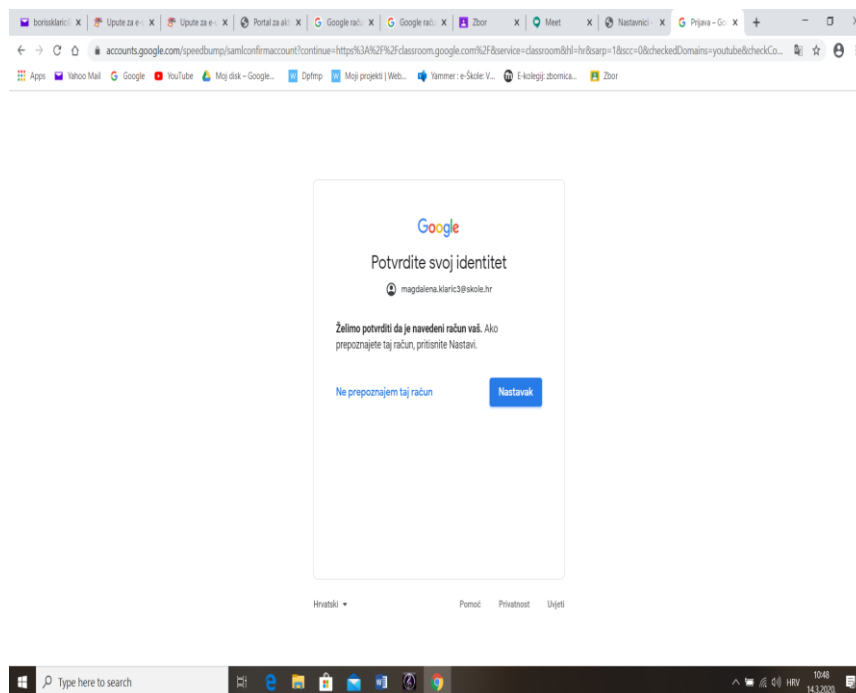 borissklaric
Upute za e-
Upute za e-
Portal za akt
Google raču
Google raču
Zbor
Meet
Nastavnici -
Prijava – Go
accounts.google.com/speedbump/samlconfirmaccount?continue=https%3A%2F%2Fclassroom.google.com%2F&service=classroom&hl=hr&sarp=1&scc=0&checkedDomains=youtube&checkCo...
Apps Yahoo Mail Google YouTube Moj disk – Google... Dpfmp Moji projekti | Web... Yammer : e-Škole: V... E-kolegij: zbornica... Zbor
Google
Potvrdite svoj identitet
magdalena.klaric3@skole.hr
Želimo potvrditi da je navedeni račun vaš. Ako
prepoznajete taj račun, pritisnite Nastavi.
Ne prepoznajem taj račun
Nastavak
Hrvatski
Pomoć Privatnost Uvjeti
Type here to search
HRV
10:48
14.3.2020.